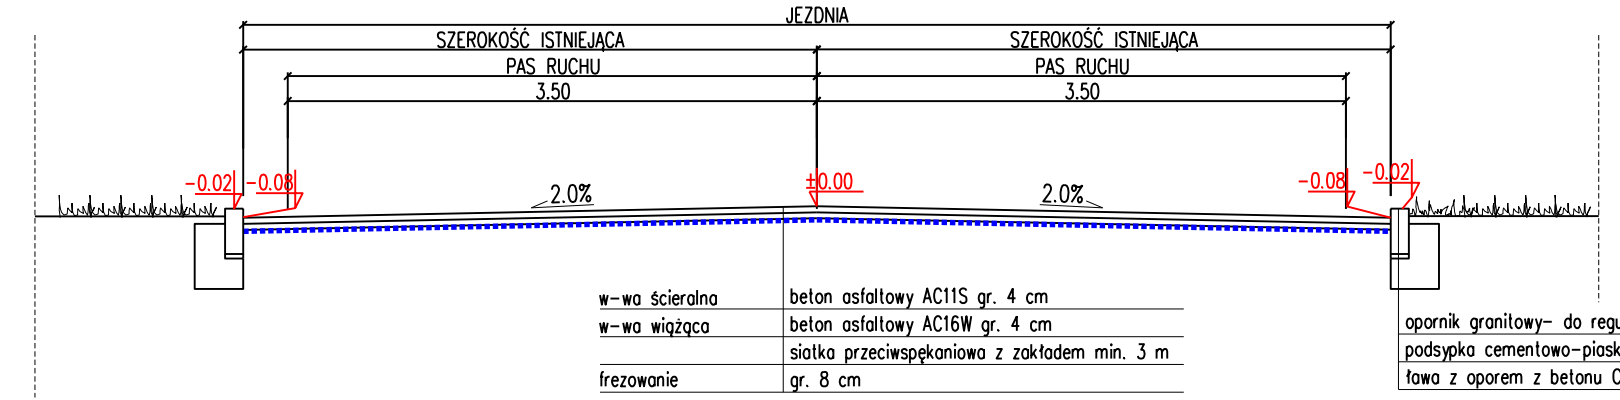 JEZDNIA
SZEROKOŚĆ ISTNIEJĄCA SZEROKOŚĆ ISTNIEJĄCA
PAS RUCHU PAS RUCHU
3.50 3.50
-0.02 -0.08 ±0.00 -0.08 -0.02
2.0% 2.0%
w-wa ścieralna beton asfaltowy AC11S gr. 4 cm
w-wa wiążąca beton asfaltowy AC16W gr. 4 cm
siatka przeciwspękaniowa z zakładem min. 3 m
frezowanie gr. 8 cm
opornik granitowy- do
podsypka
ława z oporem z betonu